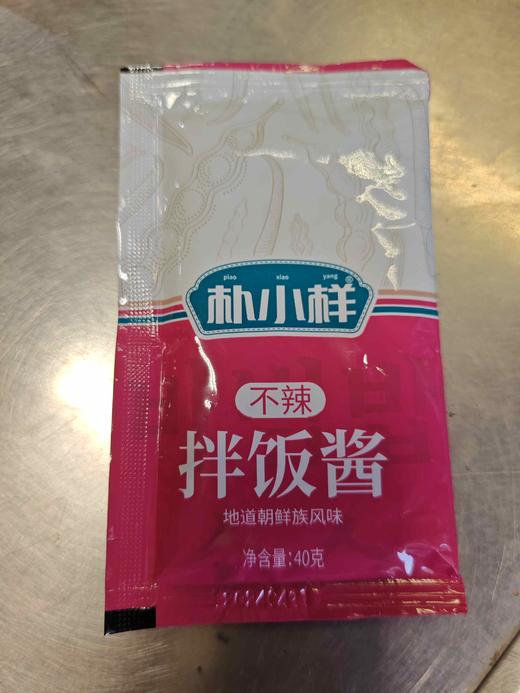 piao xiao yang
朴小样®
不辣
拌饭酱
地道朝鲜族风味
净含量:40克